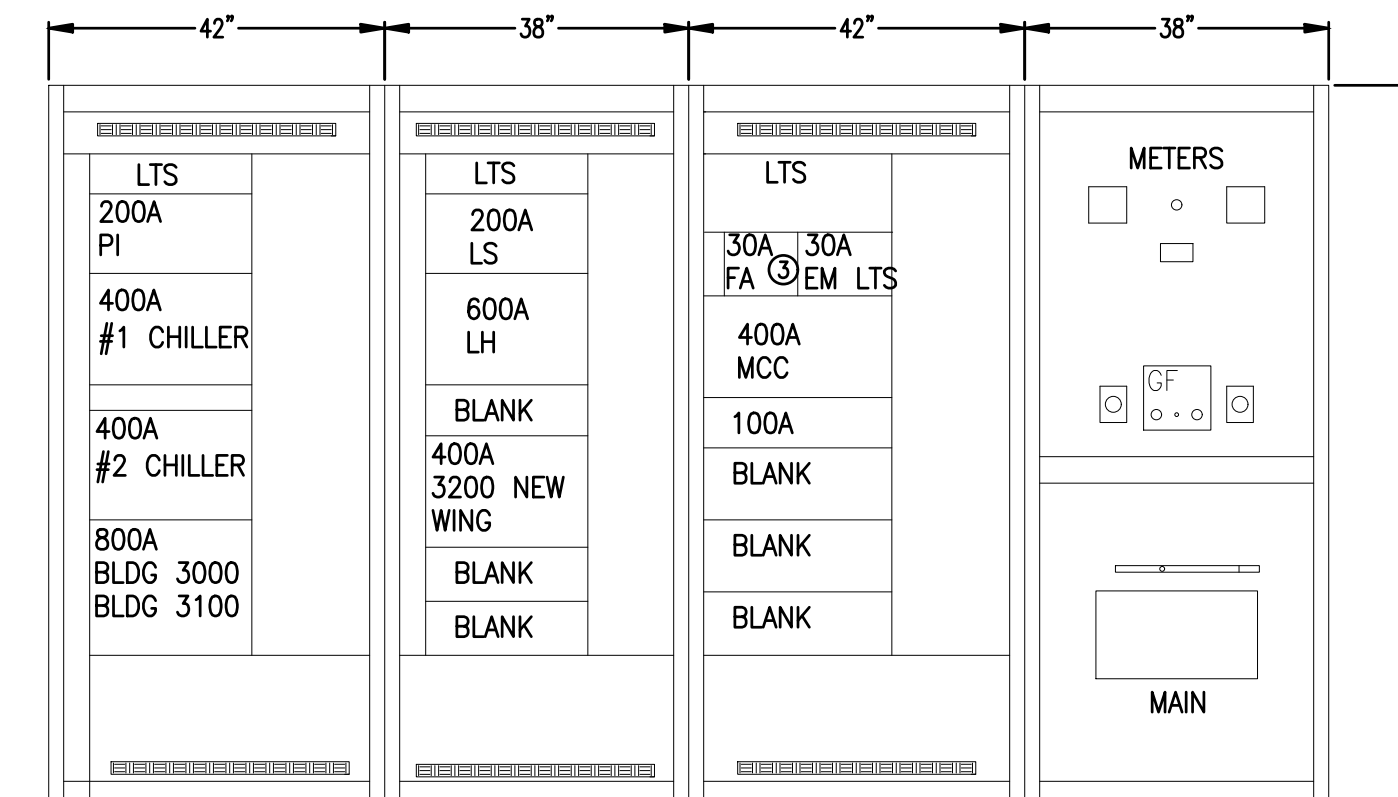 42" 38" 42" 38"
LTS
200A
PI
400A
#1 CHILLER
400A
#2 CHILLER
800A
BLDG 3000
BLDG 3100
LTS
200A
LS
600A
LH
BLANK
400A
3200 NEW
WING
BLANK
BLANK
LTS
30A
FA
3
30A
EM LTS
400A
MCC
100A
BLANK
BLANK
BLANK
METERS
GF
MAIN